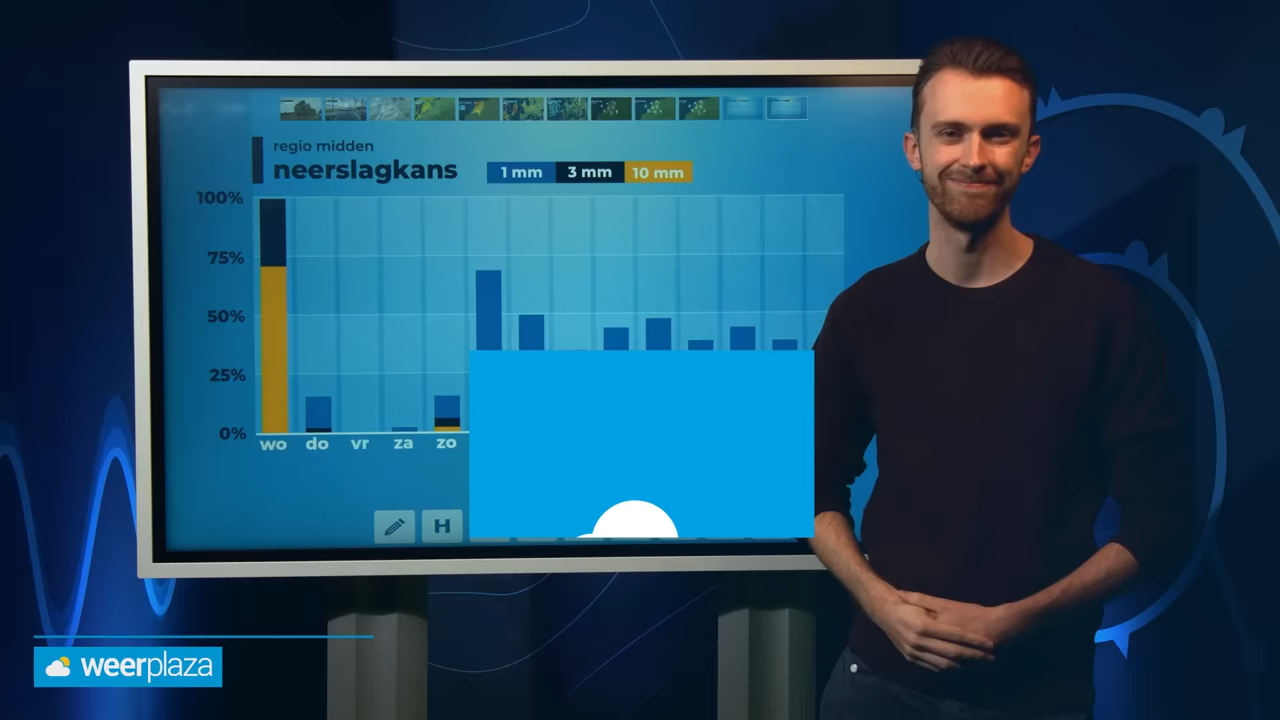 regio midden
neerslagkans
1 mm 3 mm 10 mm
100%
75%
50%
25%
0%
wo do vr za zo
H
weerplaza